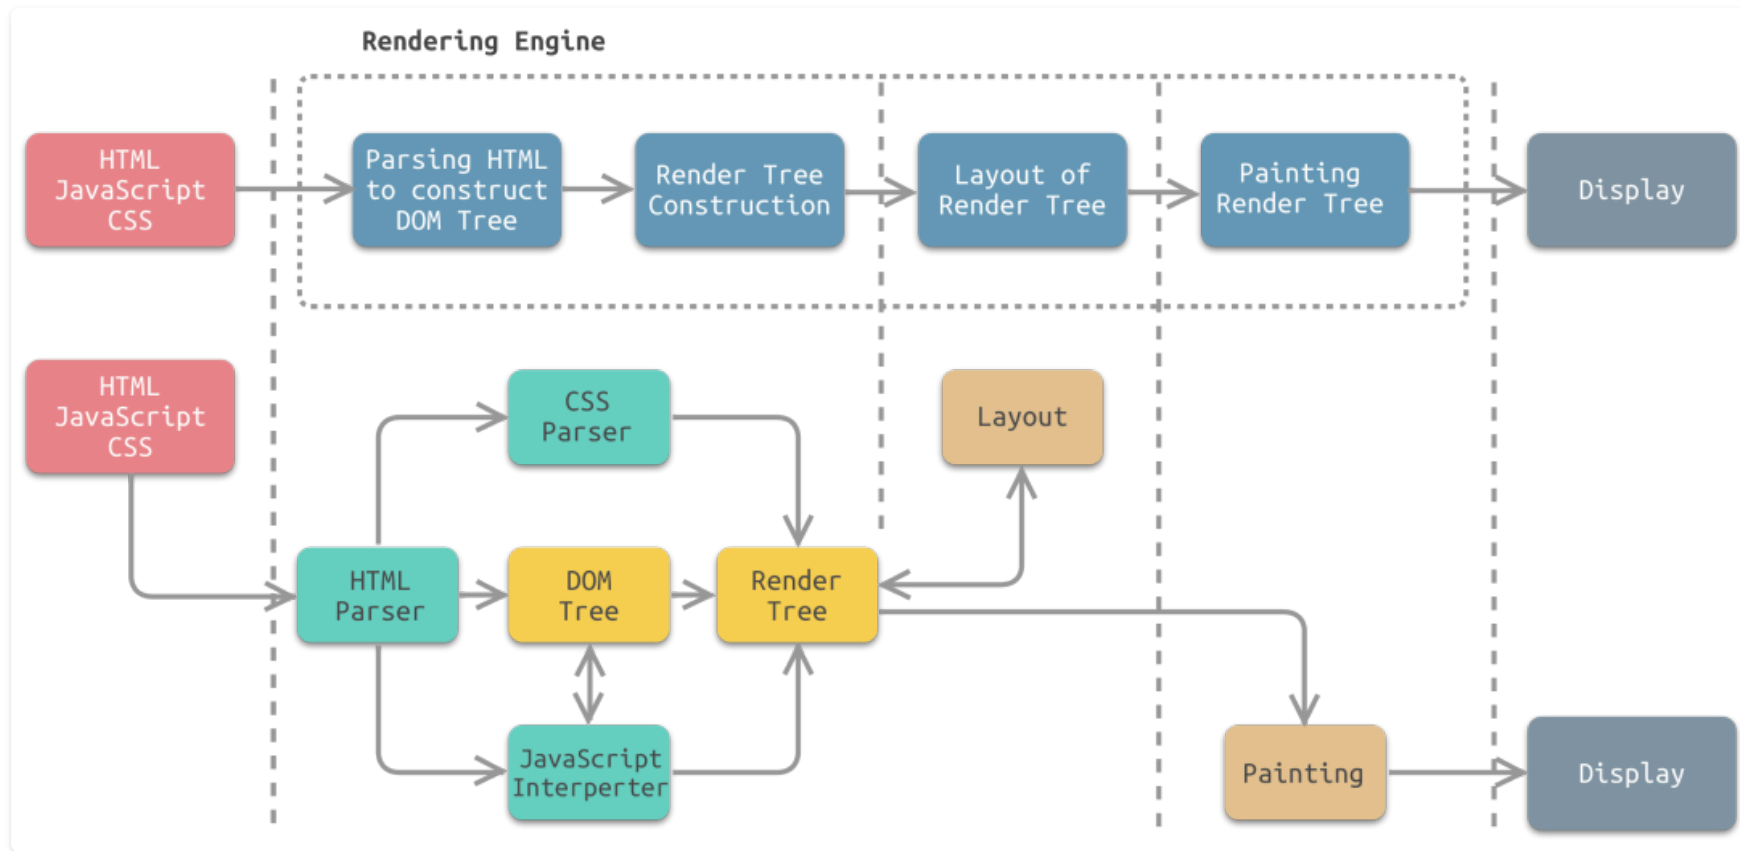 Rendering Engine
HTML
JavaScript
CSS
Parsing HTML
to construct
DOM Tree
Render Tree
Construction
Layout of
Render Tree
Painting
Render Tree
Display
HTML
JavaScript
CSS
CSS
Parser
Layout
HTML
Parser
DOM
Tree
Render
Tree
JavaScript
Interperter
Painting
Display